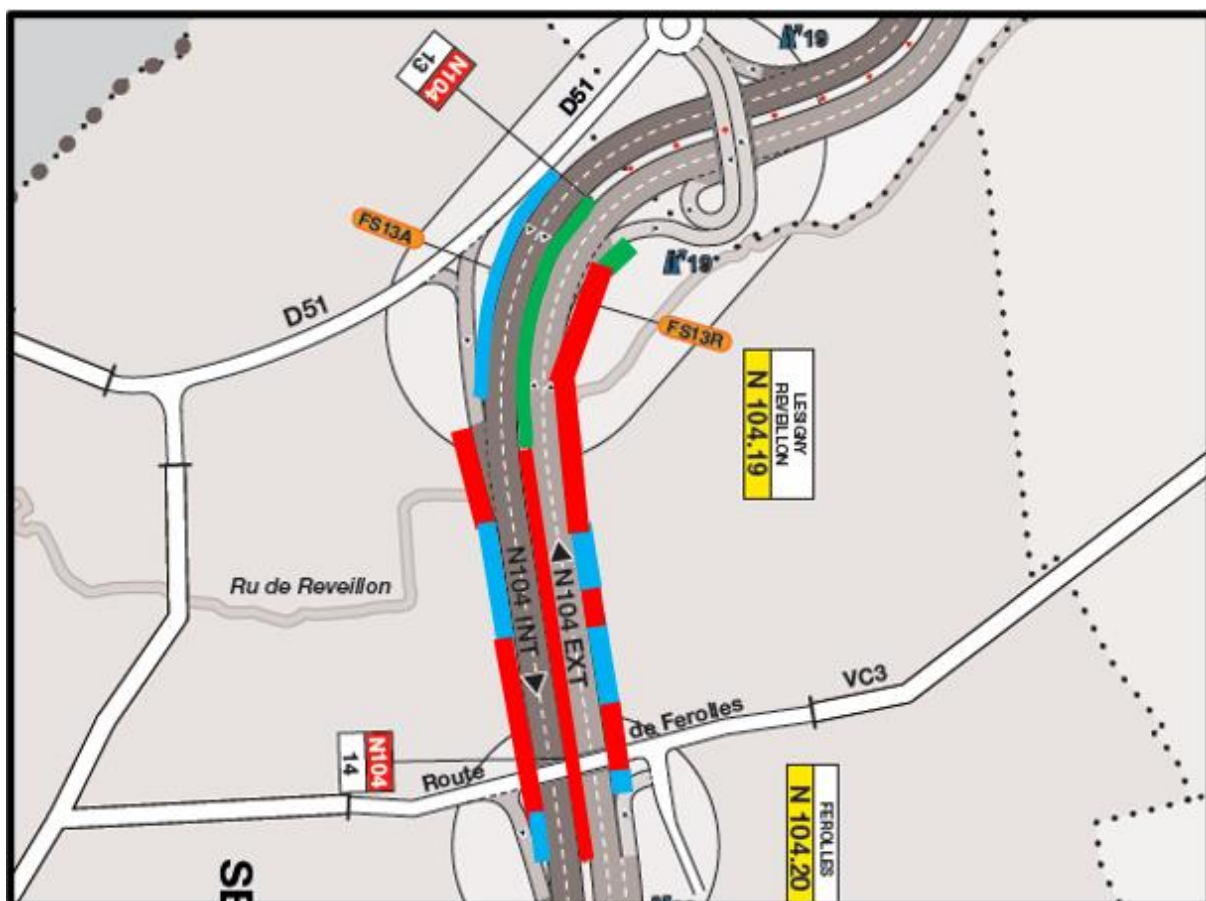 N°19
N104
13
D51
FS13A
N°19
D51
FS13R
LESIGNY
REVEILLON
N 104.19
Ru de Reveillon
N104 INT
N104 EXT
VC3
Route de Ferolles
N104
14
FEROLLES
N 104.20
SE